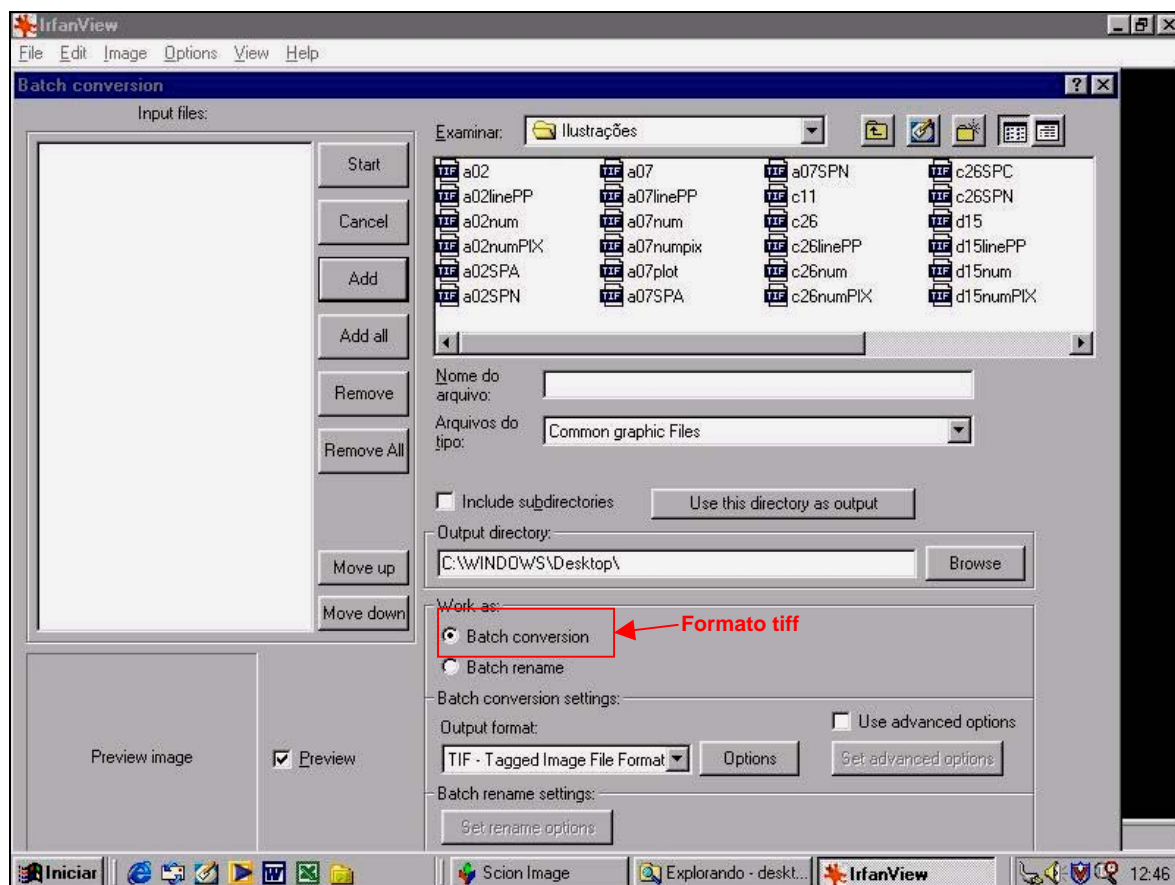 IrfanView
File Edit Image Options View Help
Batch conversion
Input files:
Start
Cancel
Add
Add all
Remove
Remove All
Move up
Move down
Preview image
Preview
Examinar:
Ilustrações
a02 a07 a07SPN c26SPC
a02linePP a07linePP c11 c26SPN
a02num a07num c26 d15
a02numPIX a07numpix c26linePP d15linePP
a02SPA a07plot c26num d15num
a02SPN a07SPA c26numPIX d15numPIX
Nome do
arquivo:
Arquivos do
tipo:
Common graphic Files
Include subdirectories
Use this directory as output
Output directory:
C:\WINDOWS\Desktop\
Browse
Work as:
Batch conversion
Formato tiff
Batch rename
Batch conversion settings:
Output format:
Use advanced options
TIF - Tagged Image File Format
Options
Set advanced options
Batch rename settings:
Set rename options
Iniciar
Scion Image
Explorando - deskt...
IrfanView
12:46